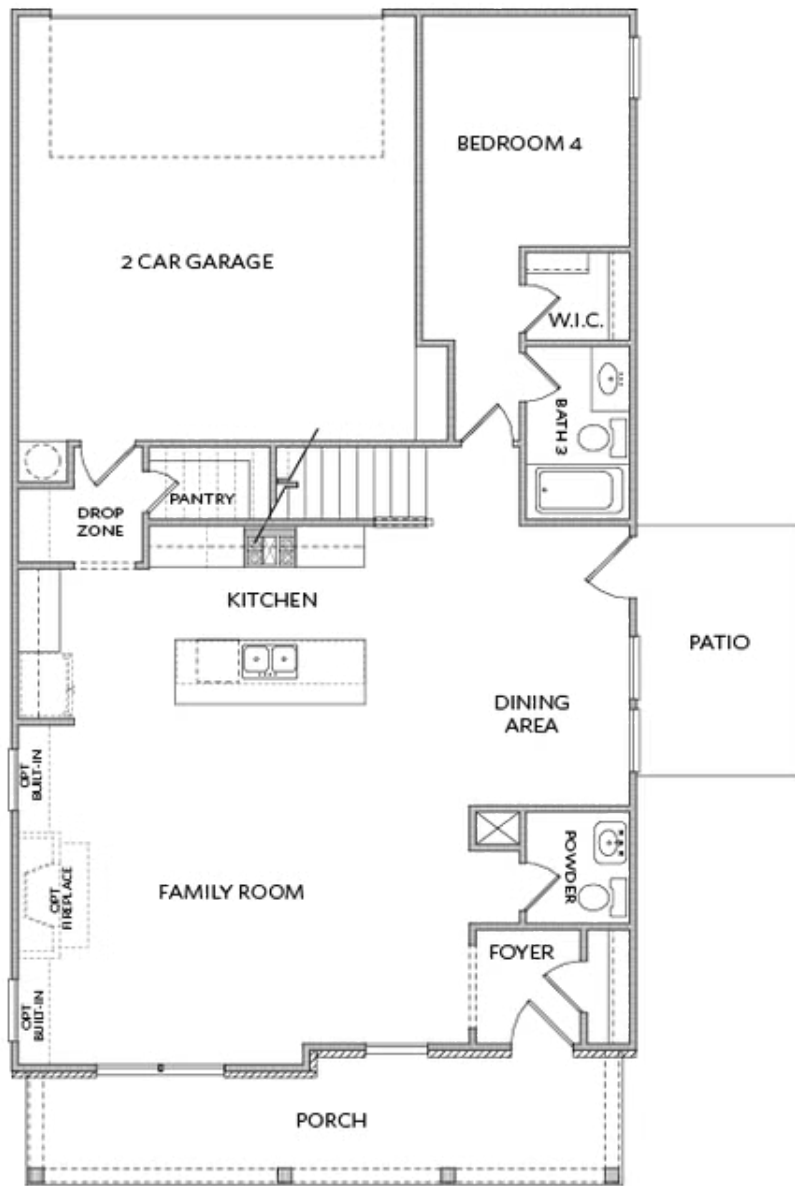 BEDROOM 4
2 CAR GARAGE
W.I.C.
BATH 3
PANTRY
DROP
ZONE
KITCHEN
PATIO
DINING
AREA
OPT
BUILT-IN
POWDER
OPT
FIREPLACE
FAMILY ROOM
FOYER
OPT
BUILT-IN
PORCH